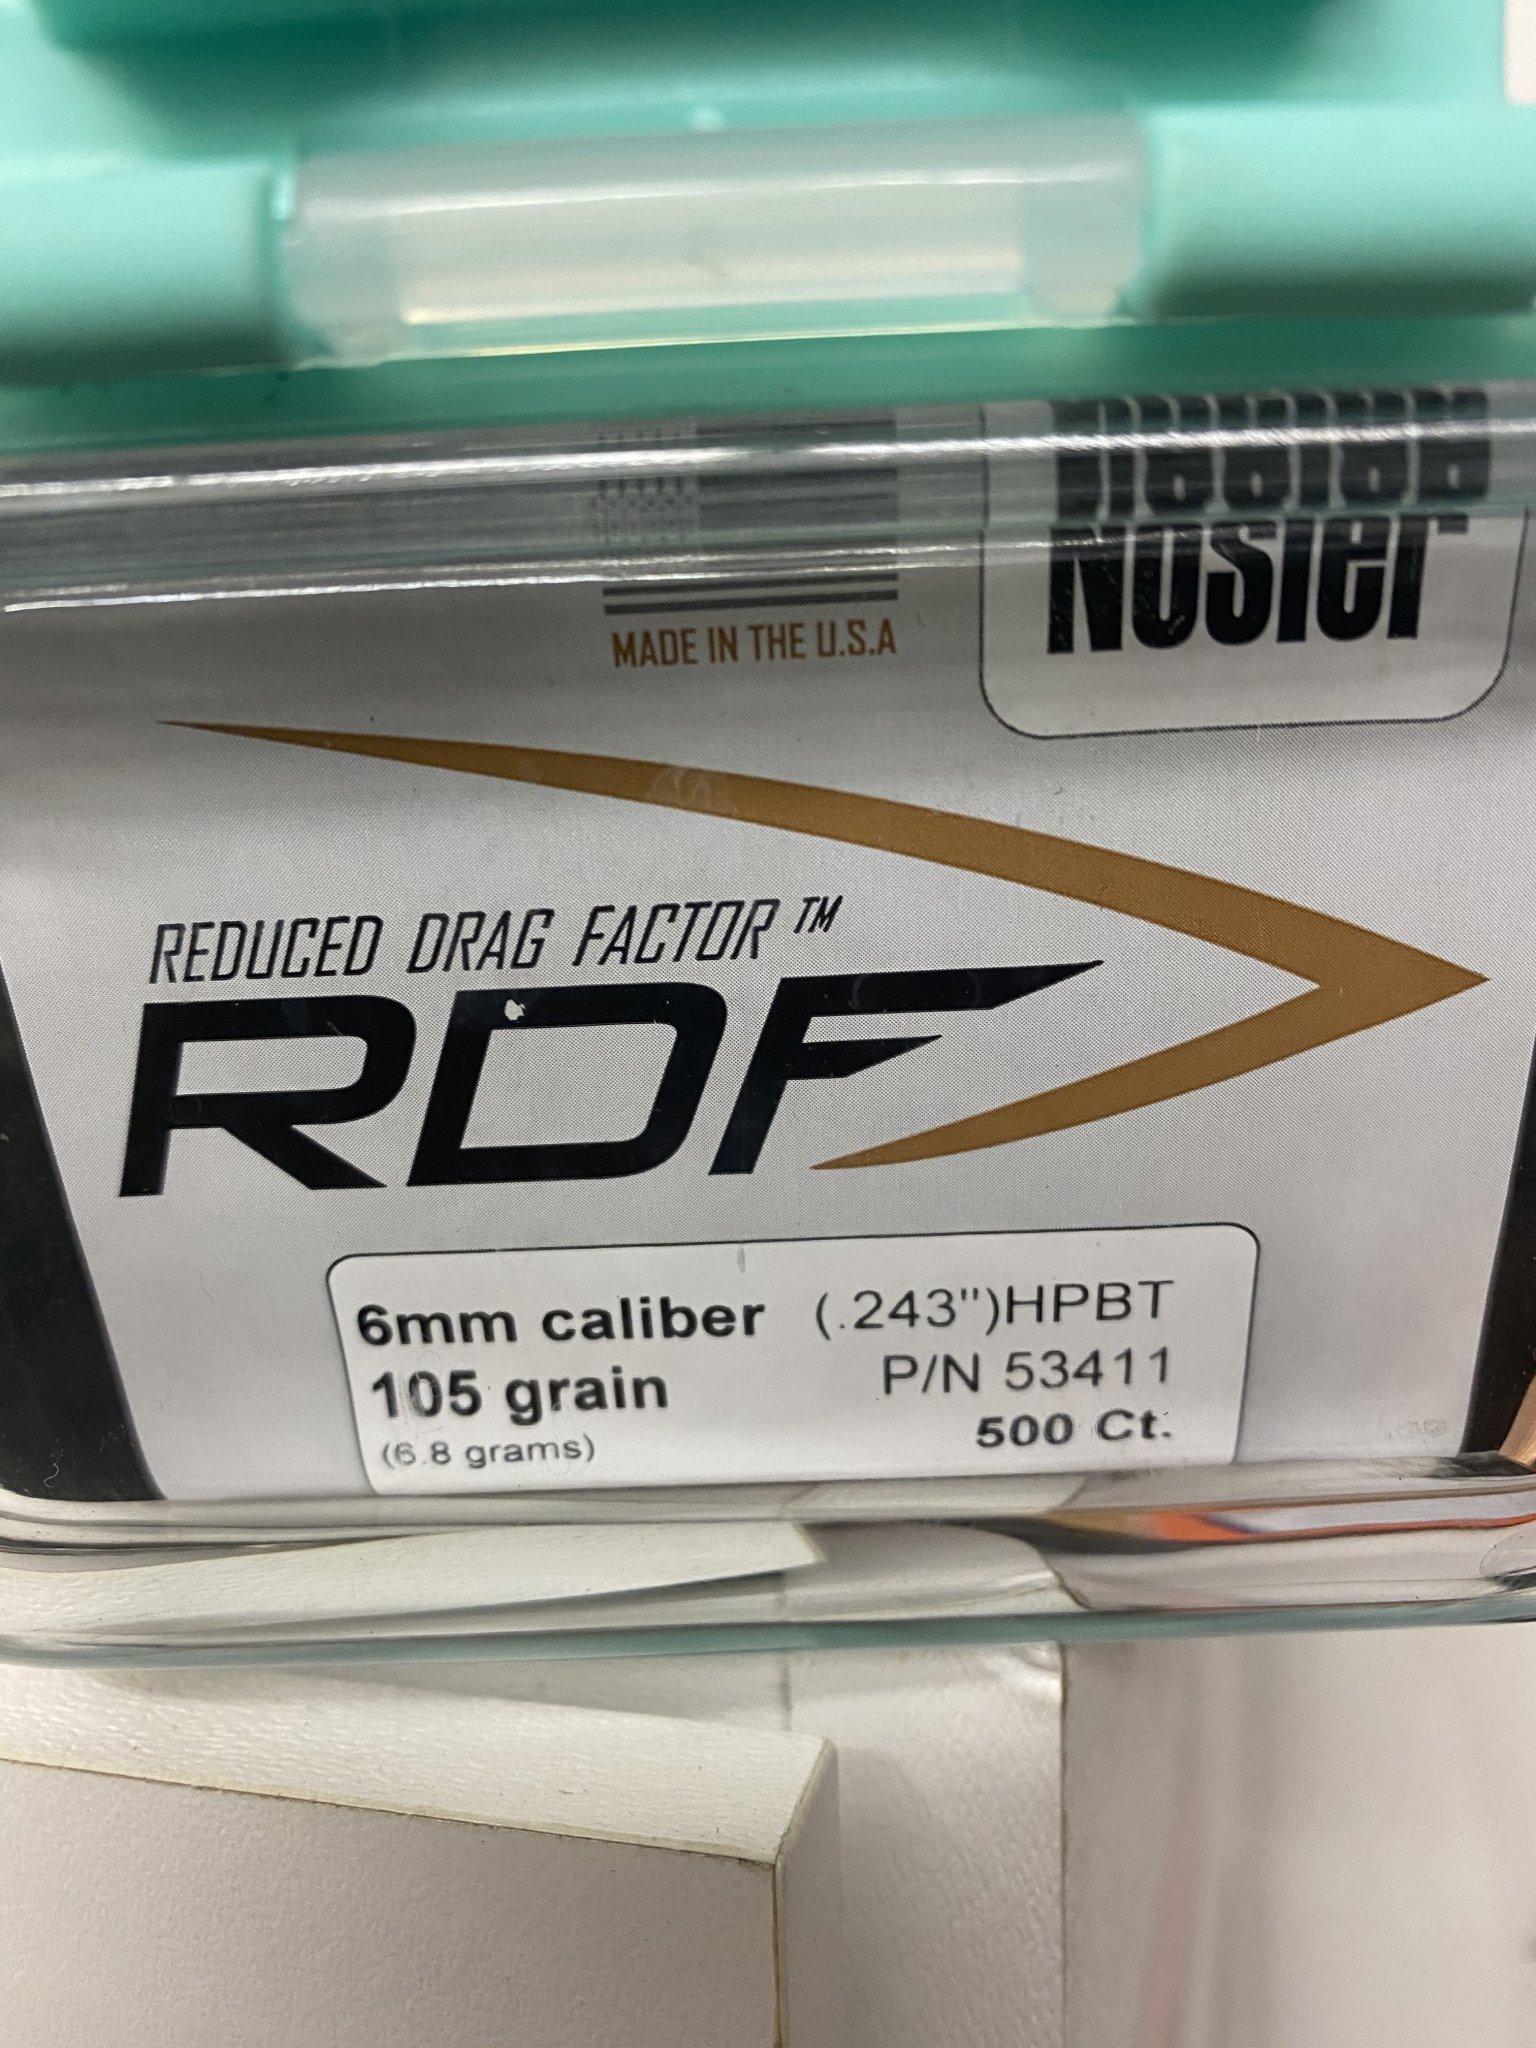 MADE IN THE U.S.A
Nosler
REDUCED DRAG FACTOR™
RDF
6mm caliber (.243")HPBT
105 grain P/N 53411
(6.8 grams) 500 Ct.